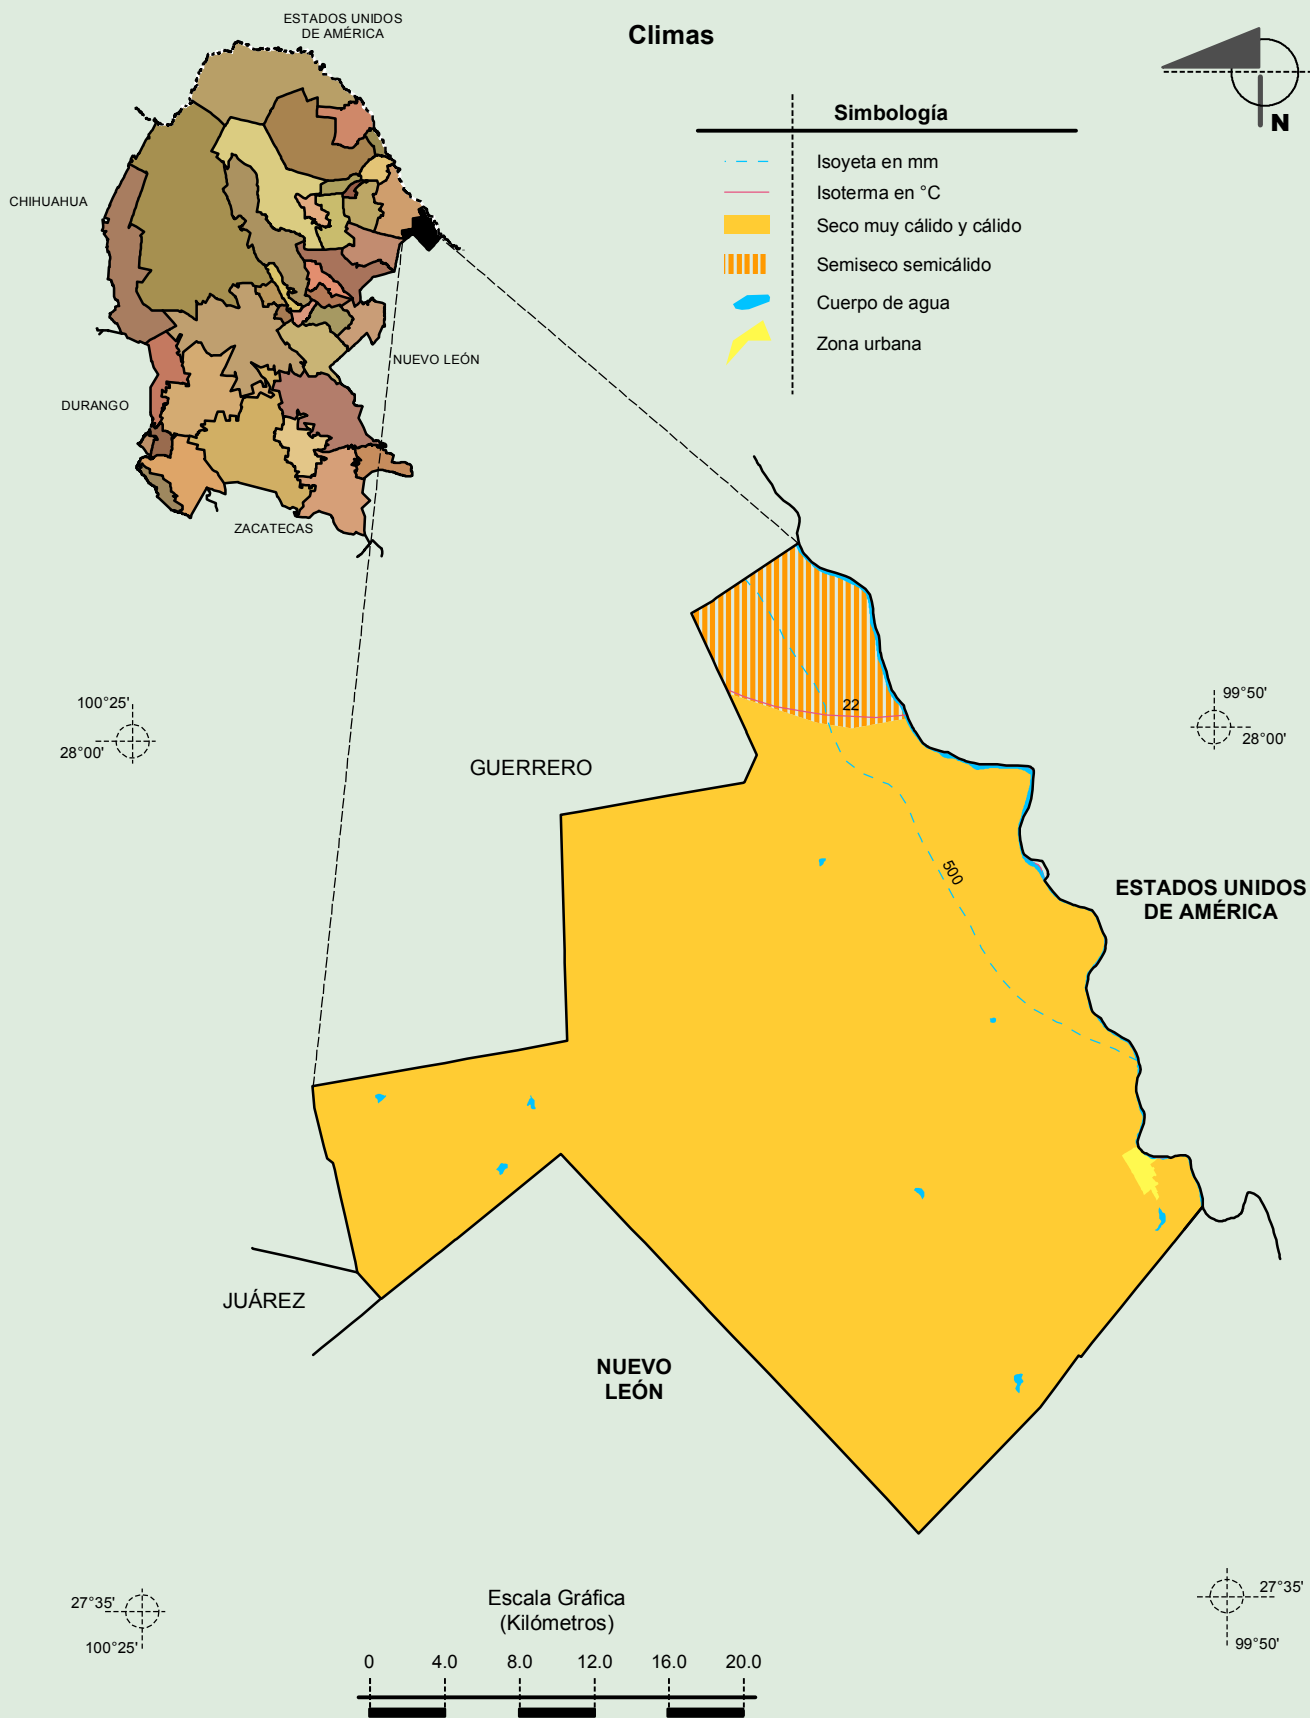 Climas
ESTADOS UNIDOS
DE AMÉRICA
CHIHUAHUA
NUEVO LEÓN
DURANGO
ZACATECAS
N
Simbología
Isoyeta en mm
Isoterma en °C
Seco muy cálido y cálido
Semiseco semicálido
Cuerpo de agua
Zona urbana
100°25'
28°00'
99°50'
28°00'
22
GUERRERO
500
ESTADOS UNIDOS
DE AMÉRICA
JUÁREZ
NUEVO
LEÓN
27°35'
100°25'
27°35'
99°50'
Escala Gráfica
(Kilómetros)
0 4.0 8.0 12.0 16.0 20.0